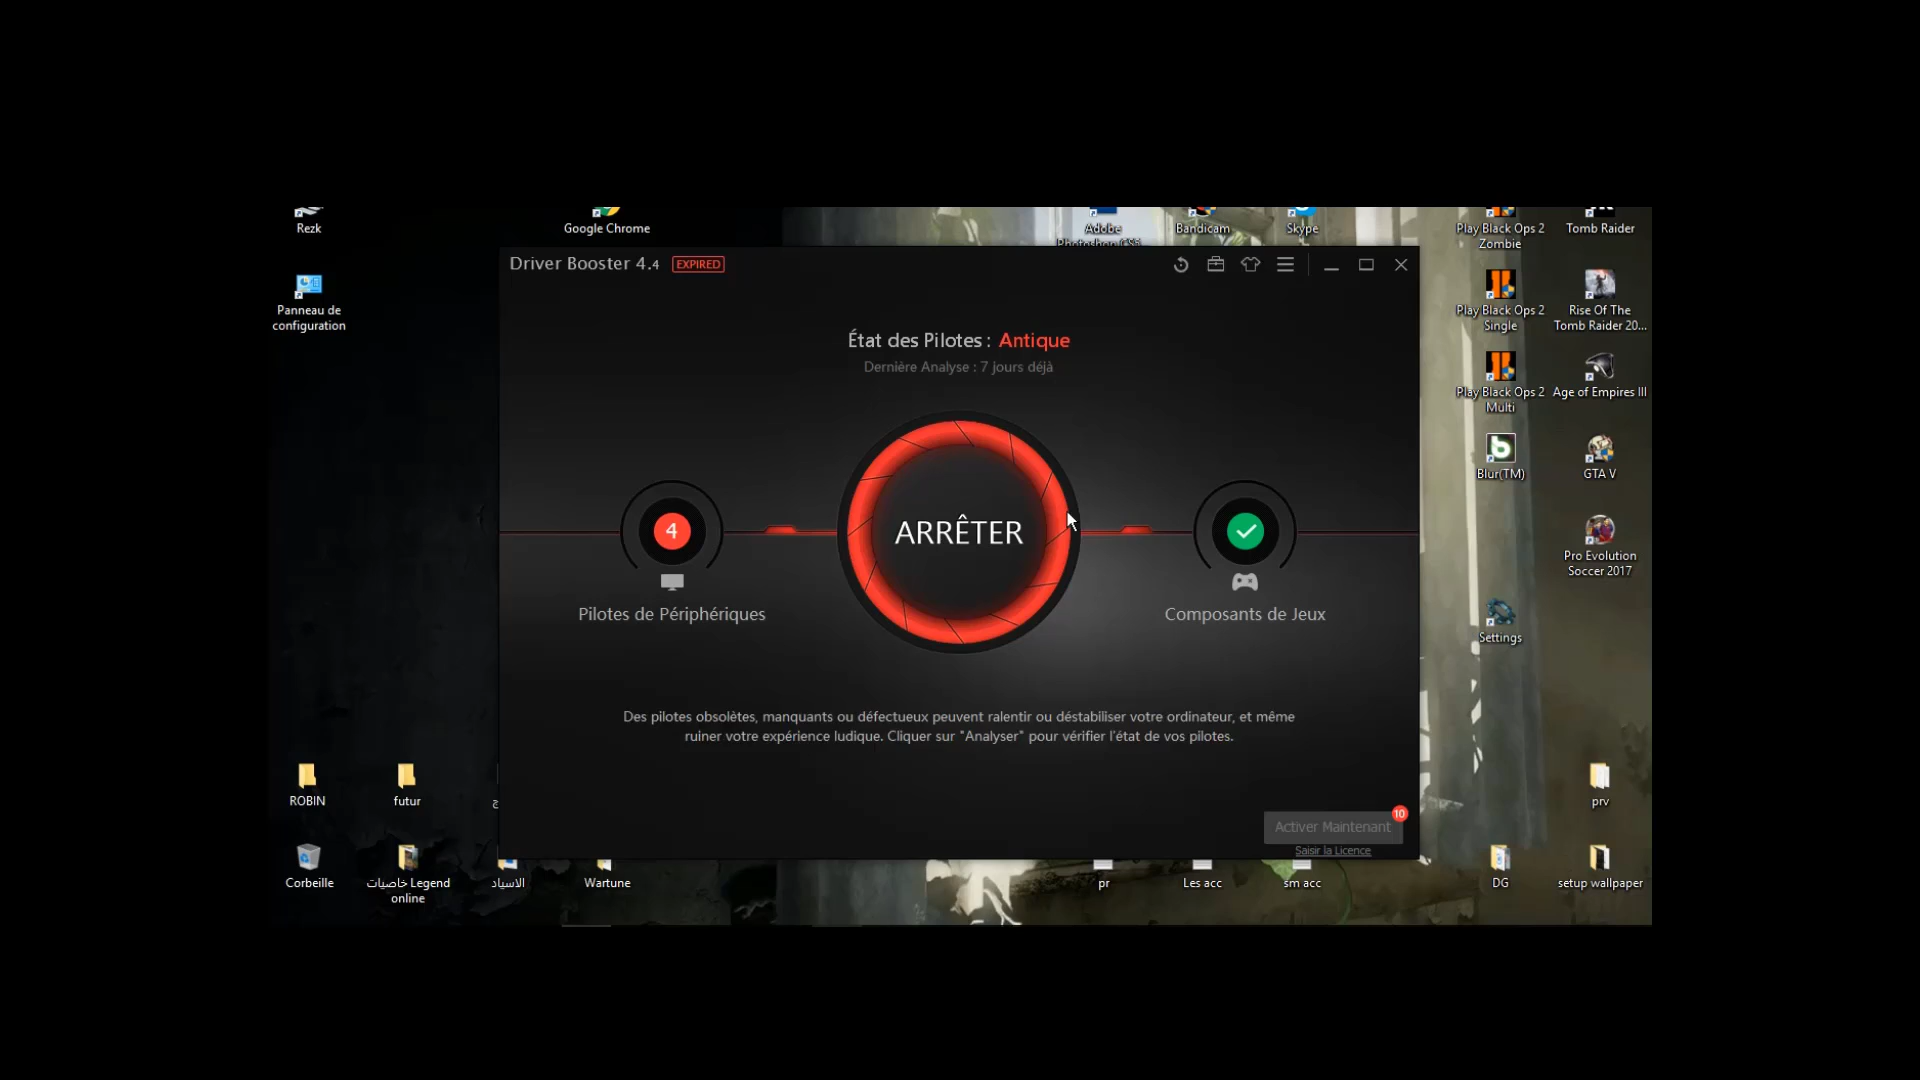 Rezk
Google Chrome
Adobe
Photoshop CS6
Bandicam
Skype
Play Black Ops 2
Zombie
Tomb Raider
Driver Booster 4.4
EXPIRED
Panneau de
configuration
Play Black Ops 2
Single
Rise Of The
Tomb Raider 20...
État des Pilotes : Antique
Dernière Analyse : 7 jours déjà
Play Black Ops 2
Multi
Age of Empires III
Blur(TM)
GTA V
4
ARRÊTER
Pilotes de Périphériques
Composants de Jeux
Pro Evolution
Soccer 2017
Settings
Des pilotes obsolètes, manquants ou défectueux peuvent ralentir ou déstabiliser votre ordinateur, et même
ruiner votre expérience ludique. Cliquer sur "Analyser" pour vérifier l'état de vos pilotes.
ROBIN
futur
prv
10
Activer Maintenant
Saisir la Licence
Corbeille
خاصيات Legend
online
الاسياد
Wartune
pr
Les acc
sm acc
DG
setup wallpaper